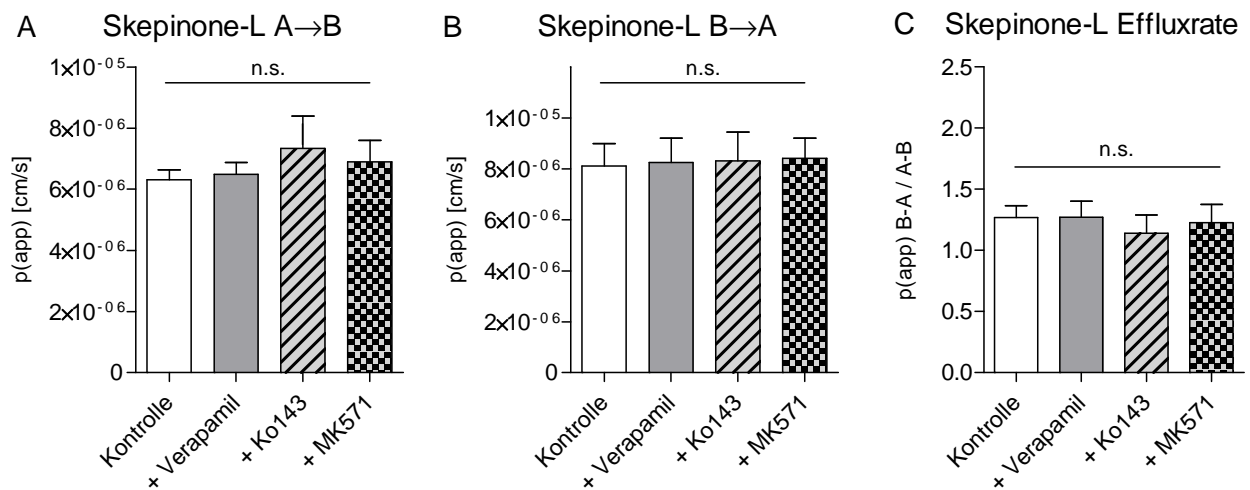 A Skepinone-L A→B
n.s.
1×10⁻⁰⁵
8×10⁻⁰⁶
6×10⁻⁰⁶
4×10⁻⁰⁶
2×10⁻⁰⁶
0
p(app) [cm/s]
Kontrolle
+ Verapamil
+ Ko143
+ MK571
B Skepinone-L B→A
n.s.
1×10⁻⁰⁵
8×10⁻⁰⁶
6×10⁻⁰⁶
4×10⁻⁰⁶
2×10⁻⁰⁶
0
p(app) [cm/s]
Kontrolle
+ Verapamil
+ Ko143
+ MK571
C Skepinone-L Effluxrate
n.s.
2.5
2.0
1.5
1.0
0.5
0.0
p(app) B-A / A-B
Kontrolle
+ Verapamil
+ Ko143
+ MK571